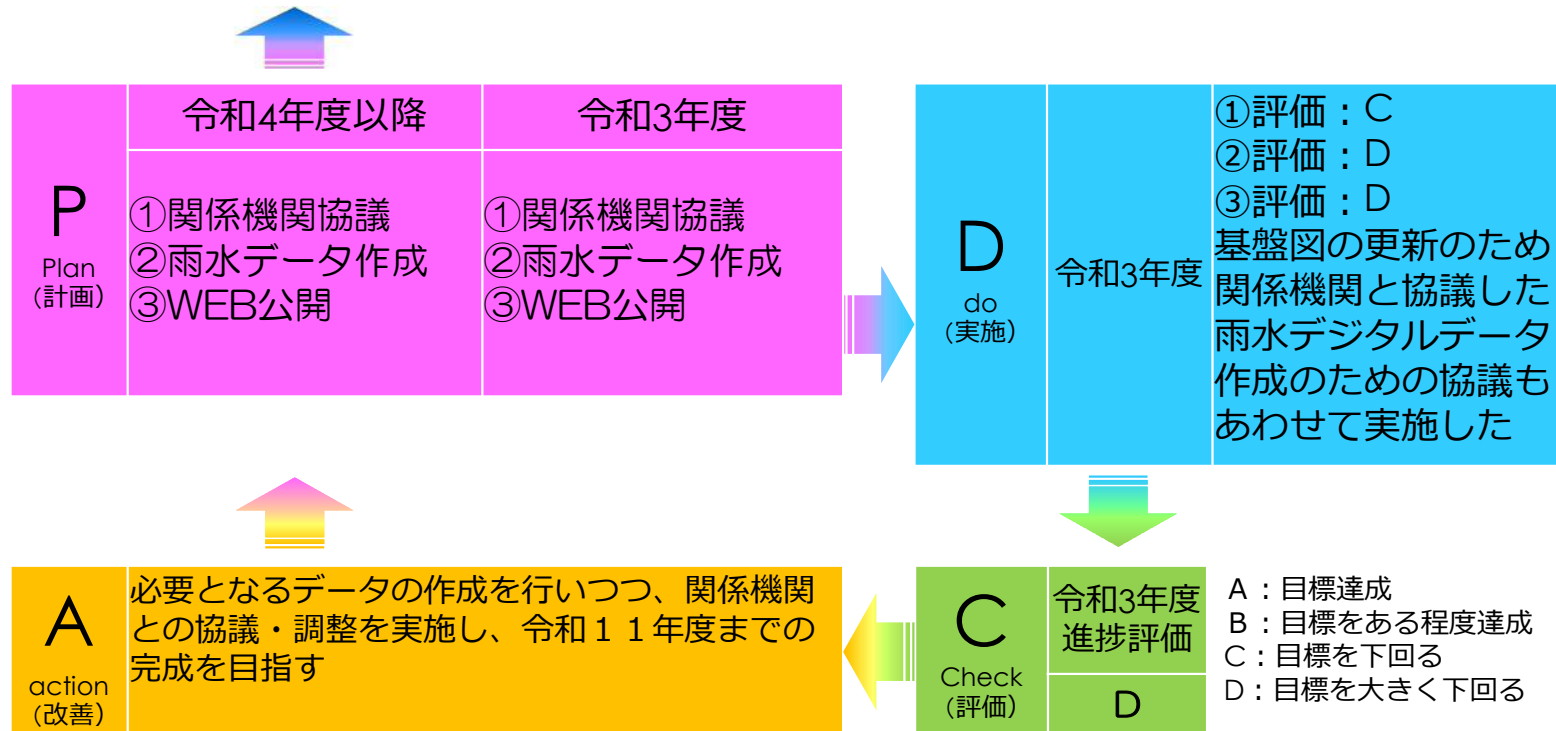 P
Plan
(計画)
令和4年度以降
①関係機関協議
②雨水データ作成
③WEB公開
令和3年度
①関係機関協議
②雨水データ作成
③WEB公開
D
do
(実施)
令和3年度
①評価：C
②評価：D
③評価：D
基盤図の更新のため
関係機関と協議した
雨水デジタルデータ
作成のための協議も
あわせて実施した
C
Check
(評価)
令和3年度
進捗評価
D
A：目標達成
B：目標をある程度達成
C：目標を下回る
D：目標を大きく下回る
A
action
(改善)
必要となるデータの作成を行いつつ、関係機関
との協議・調整を実施し、令和１１年度までの
完成を目指す